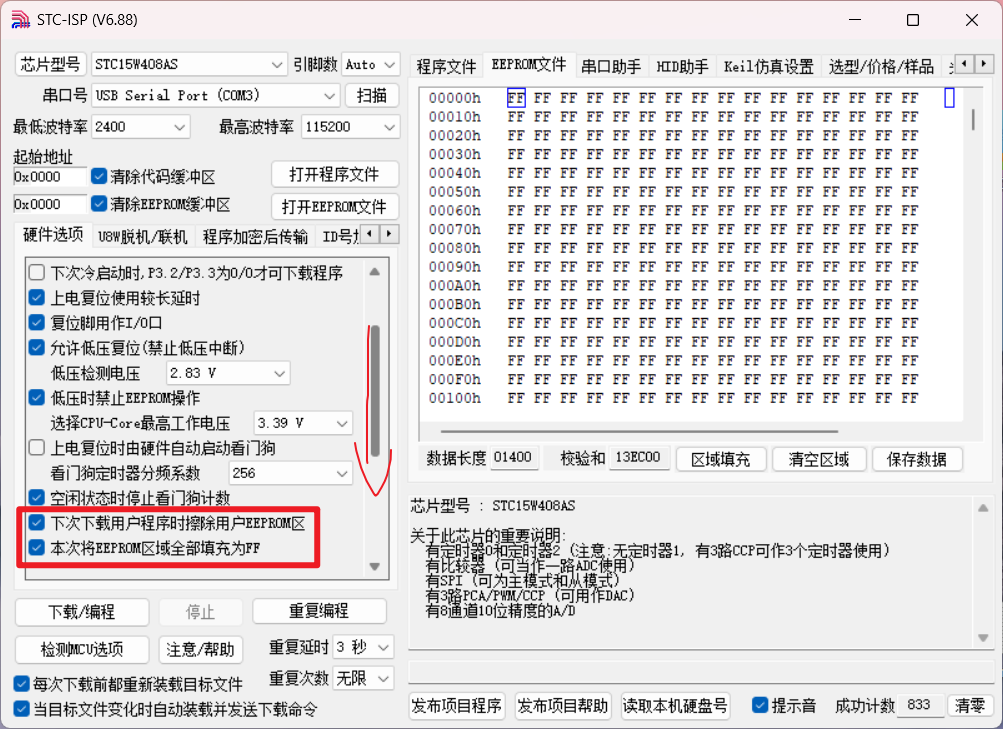 STC-ISP (V6.88)
芯片型号 STC15W408AS 引脚数 Auto
串口号 USB Serial Port (COM3) 扫描
最低波特率 2400 最高波特率 115200
起始地址
0x0000 清除代码缓冲区 打开程序文件
0x0000 清除EEPROM缓冲区 打开EEPROM文件
硬件选项 U8W脱机/联机 程序加密后传输 ID号
下次冷启动时,P3.2/P3.3为0/0才可下载程序
上电复位使用较长延时
复位脚用作I/O口
允许低压复位(禁止低压中断)
低压检测电压 2.83 V
低压时禁止EEPROM操作
选择CPU-Core最高工作电压 3.39 V
上电复位时由硬件自动启动看门狗
看门狗定时器分频系数 256
空闲状态时停止看门狗计数
下次下载用户程序时擦除用户EEPROM区
本次将EEPROM区域全部填充为FF
下载/编程 停止 重复编程
检测MCU选项 注意/帮助 重复延时 3 秒
重复次数 无限
每次下载前都重新装载目标文件
当目标文件变化时自动装载并发送下载命令
程序文件 EEPROM文件 串口助手 HID助手 Keil仿真设置 选型/价格/样品
00000h FF FF FF FF FF FF FF FF FF FF FF FF FF FF FF FF
00010h FF FF FF FF FF FF FF FF FF FF FF FF FF FF FF FF
00020h FF FF FF FF FF FF FF FF FF FF FF FF FF FF FF FF
00030h FF FF FF FF FF FF FF FF FF FF FF FF FF FF FF FF
00040h FF FF FF FF FF FF FF FF FF FF FF FF FF FF FF FF
00050h FF FF FF FF FF FF FF FF FF FF FF FF FF FF FF FF
00060h FF FF FF FF FF FF FF FF FF FF FF FF FF FF FF FF
00070h FF FF FF FF FF FF FF FF FF FF FF FF FF FF FF FF
00080h FF FF FF FF FF FF FF FF FF FF FF FF FF FF FF FF
00090h FF FF FF FF FF FF FF FF FF FF FF FF FF FF FF FF
000A0h FF FF FF FF FF FF FF FF FF FF FF FF FF FF FF FF
000B0h FF FF FF FF FF FF FF FF FF FF FF FF FF FF FF FF
000C0h FF FF FF FF FF FF FF FF FF FF FF FF FF FF FF FF
000D0h FF FF FF FF FF FF FF FF FF FF FF FF FF FF FF FF
000E0h FF FF FF FF FF FF FF FF FF FF FF FF FF FF FF FF
000F0h FF FF FF FF FF FF FF FF FF FF FF FF FF FF FF FF
00100h FF FF FF FF FF FF FF FF FF FF FF FF FF FF FF FF
数据长度 01400 校验和 13EC00 区域填充 清空区域 保存数据
芯片型号 : STC15W408AS
关于此芯片的重要说明:
有定时器0和定时器2 (注意:无定时器1, 有3路CCP可作3个定时器使用)
有比较器 (可当作一路ADC使用)
有SPI (可为主模式和从模式)
有3路PCA/PWM/CCP (可用作DAC)
有8通道10位精度的A/D
发布项目程序 发布项目帮助 读取本机硬盘号 提示音 成功计数 833 清零